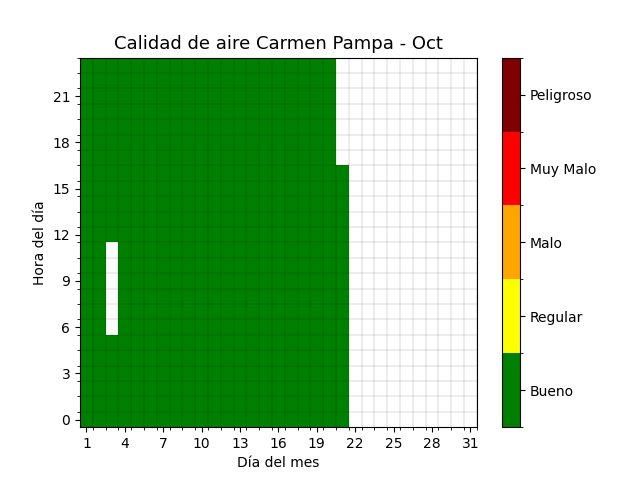 Calidad de aire Carmen Pampa - Oct
21
18
15
12
9
6
3
0
Hora del día
1 4 7 10 13 16 19 22 25 28 31
Día del mes
Peligroso
Muy Malo
Malo
Regular
Bueno